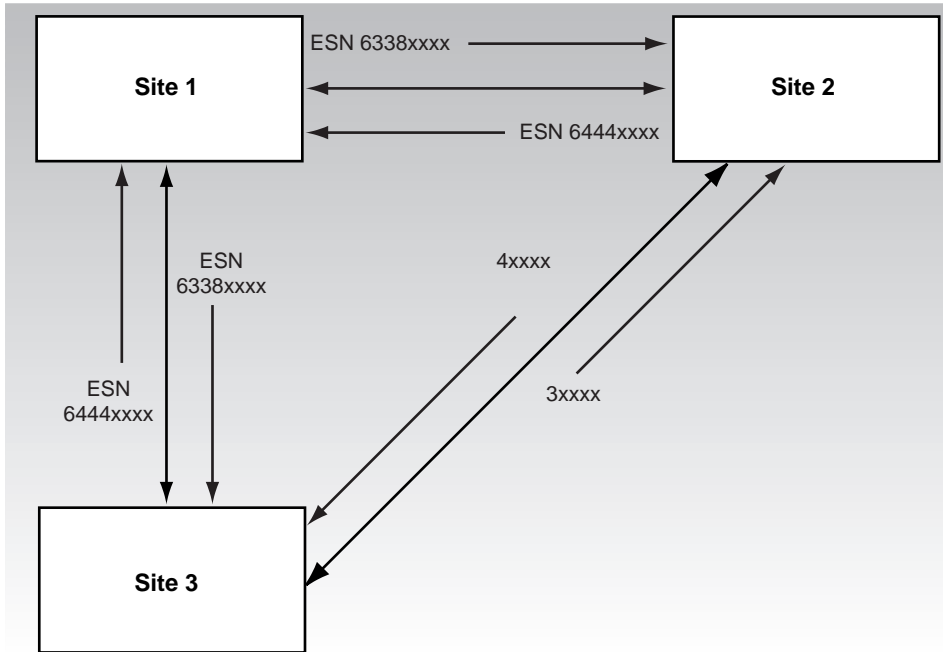 ESN 6338xxxx
Site 1
Site 2
ESN 6444xxxx
ESN
6338xxxx
4xxxx
ESN
6444xxxx
3xxxx
Site 3